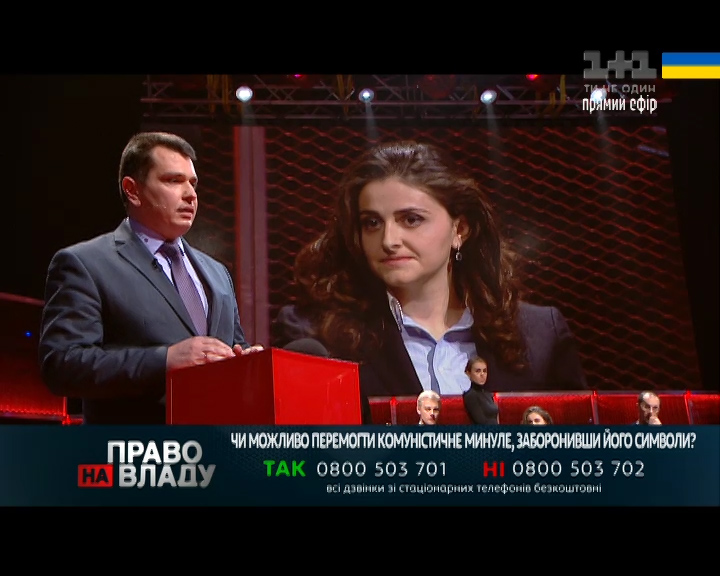 1+1
ТИ НЕ ОДИН
прямий ефір
ПРАВО
НА ВЛАДУ
ЧИ МОЖЛИВО ПЕРЕМОГТИ КОМУНІСТИЧНЕ МИНУЛЕ, ЗАБОРОНИВШИ ЙОГО СИМВОЛИ?
ТАК 0800 503 701 НІ 0800 503 702
всі дзвінки зі стаціонарних телефонів безкоштовні